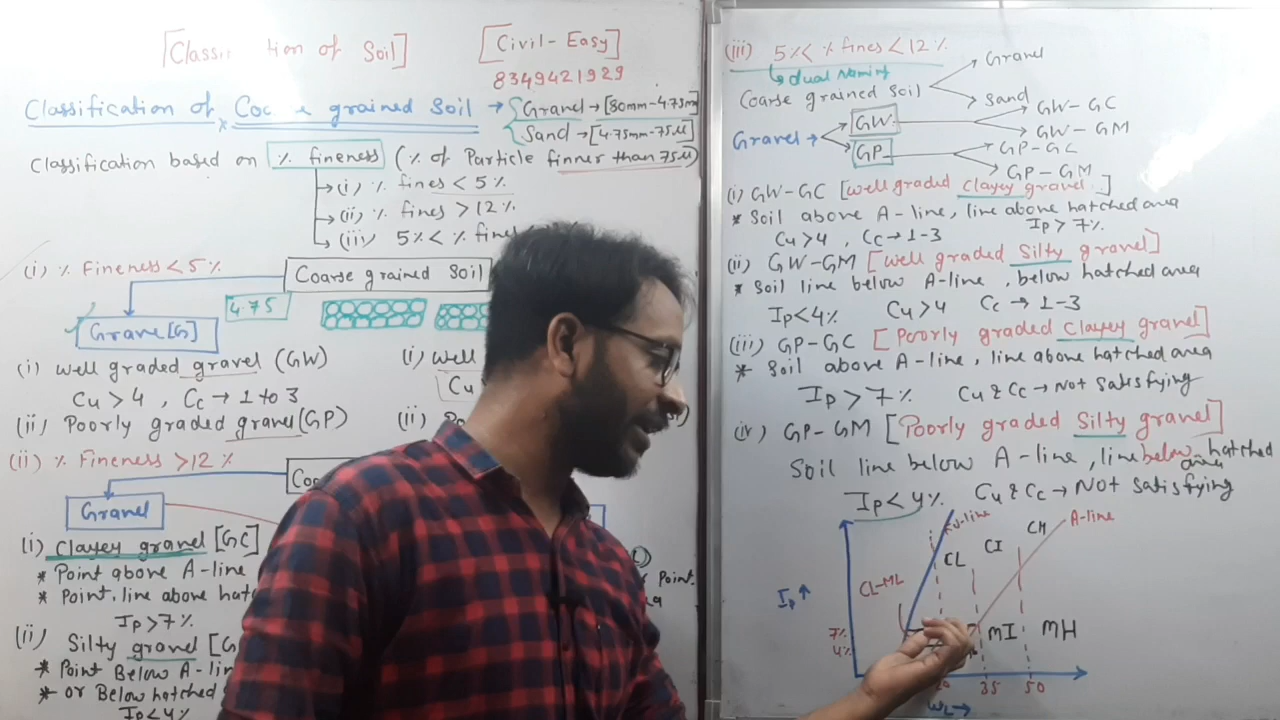 [Classi tion of Soil]
[Civil-Easy]
8349421929
Classification of Coc e grained Soil → Gravel → [80mm-4.75m
Sand → [4.75mm-75μ]
Classification based on % fineness (% of Particle finner than 75μ)
(i) % fines < 5%
(ii) % fines > 12%
(iii) 5% < % fine
(i) % Fineness < 5%
Coarse grained Soil
4.75
Grave[G]
(i) well graded gravel (GW)
Cu > 4 , Cc → 1 to 3
(ii) Poorly graded gravel (GP)
(i) well
Cu
(ii) Po
(ii) % Fineness > 12%
Coc
Gravel
(i) Clayey gravel [GC]
* Point above A-line
* Point, line above hatc
Ip > 7%
(ii) Silty gravel [G
* Point Below A-lin
* or Below hatched
Ip < 4%
Point.
(iii) 5% < % fines < 12%
↳ dual naming
Coarse grained soil
Gravel
Sand
Gravel →
GW
GW-GC
GW-GM
GP
GP-GC
GP-GM
(i) GW-GC [well graded clayey gravel]
* Soil above A-line, line above hatched area
Cu > 4 , Cc → 1-3 Ip > 7%
(ii) GW-GM [well graded Silty gravel]
* Soil line below A-line , below hatched area
Ip < 4% Cu > 4 Cc → 1-3
(iii) GP-GC [Poorly graded Clayey gravel]
* Soil above A-line, line above hatched area
Ip > 7% Cu & Cc → Not Satisfying
(iv) GP-GM [Poorly graded Silty gravel]
Soil line below A-line, line below hatched area
Ip < 4% Cu & Cc → Not satisfying
U-line
A-line
CL
CI
CH
CL-ML
Ip ↑
7%
4%
MI
MH
35
50
WL →